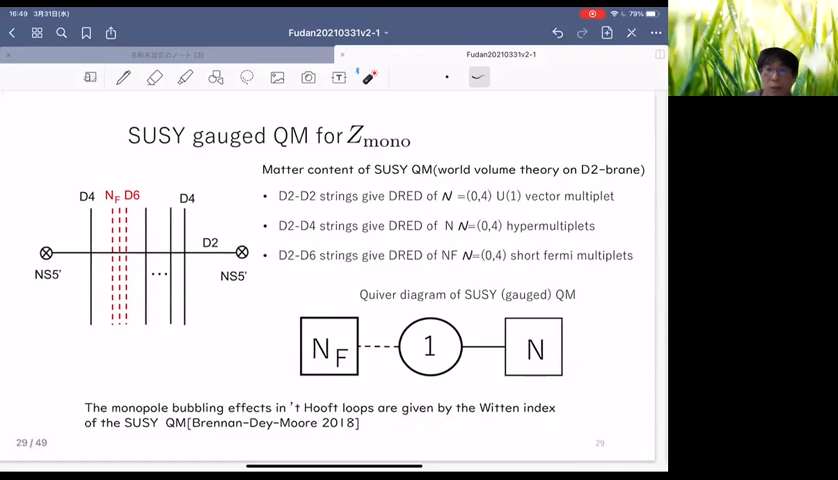 16:49 3月31日(水)
79%
Fudan20210331v2-1
名称未設定のノート (3)
Fudan20210331v2-1
SUSY gauged QM for Zmono
Matter content of SUSY QM(world volume theory on D2-brane)
• D2-D2 strings give DRED of N =(0,4) U(1) vector multiplet
• D2-D4 strings give DRED of N N=(0,4) hypermultiplets
• D2-D6 strings give DRED of NF N=(0,4) short fermi multiplets
D4 NF D6 D4
D2
NS5' NS5'
...
Quiver diagram of SUSY (gauged) QM
NF 1 N
The monopole bubbling effects in 't Hooft loops are given by the Witten index
of the SUSY QM[Brennan-Dey-Moore 2018]
29 / 49
29